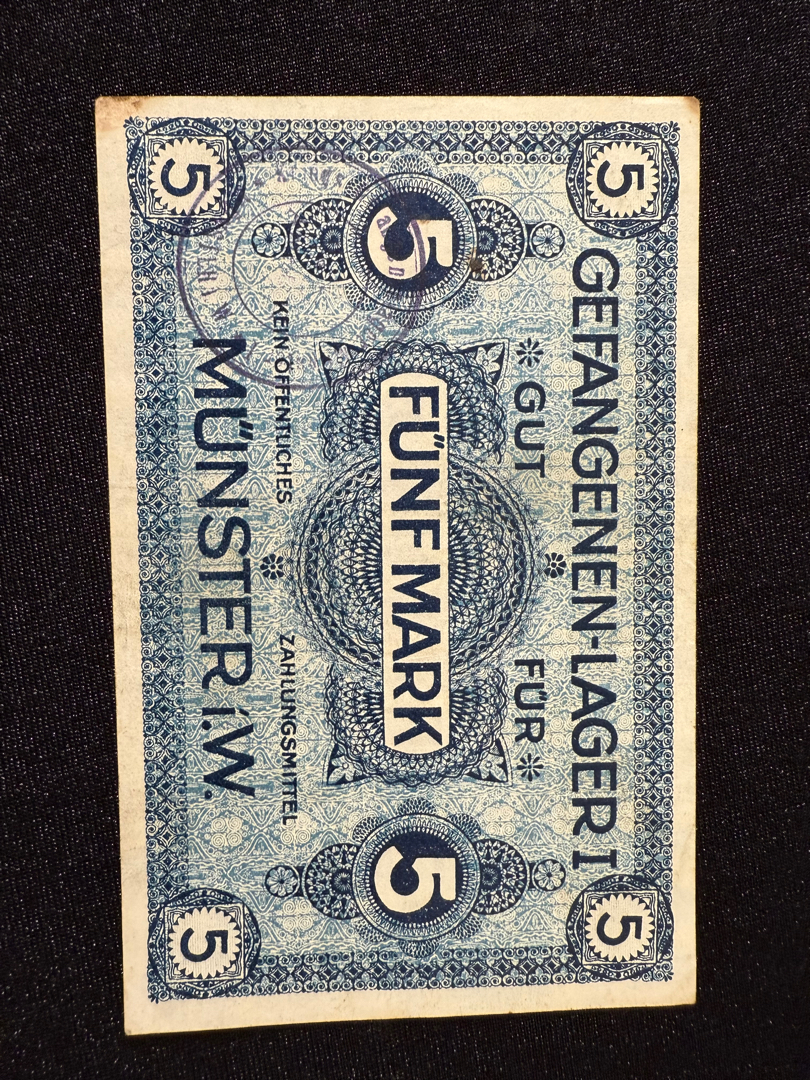 5 5
GEFANGENEN-LAGER I
GUT FÜR
5 FÜNF MARK 5
KEIN ÖFFENTLICHES ZAHLUNGSMITTEL
MÜNSTER i.W.
5 5